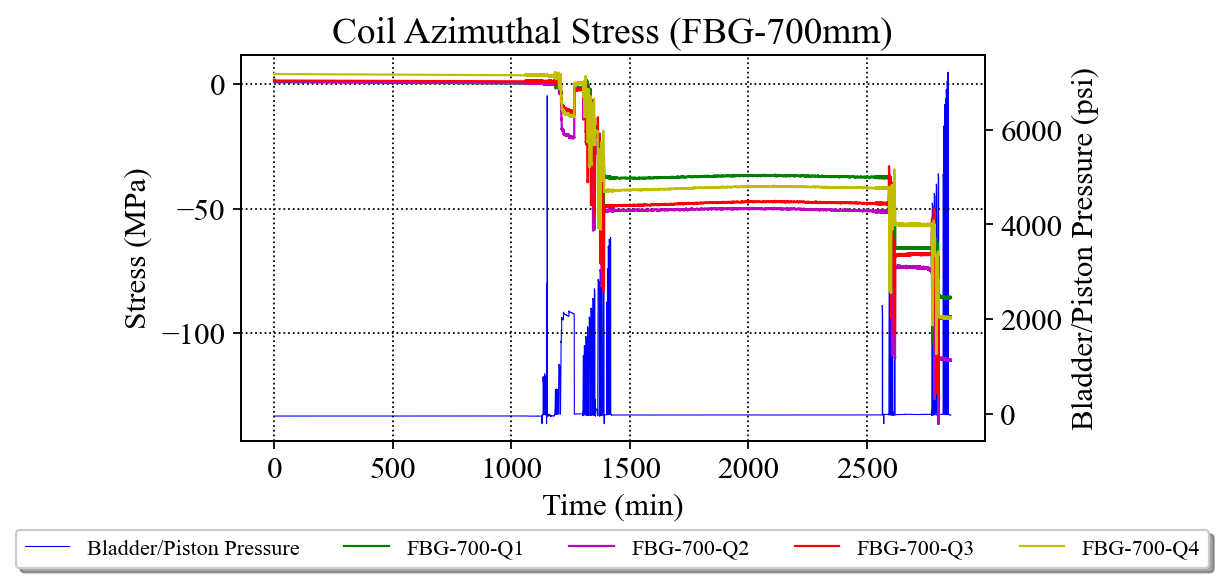 Coil Azimuthal Stress (FBG-700mm)
Stress (MPa)
0
−50
−100
6000
4000
2000
0
Bladder/Piston Pressure (psi)
0 500 1000 1500 2000 2500
Time (min)
Bladder/Piston Pressure FBG-700-Q1 FBG-700-Q2 FBG-700-Q3 FBG-700-Q4